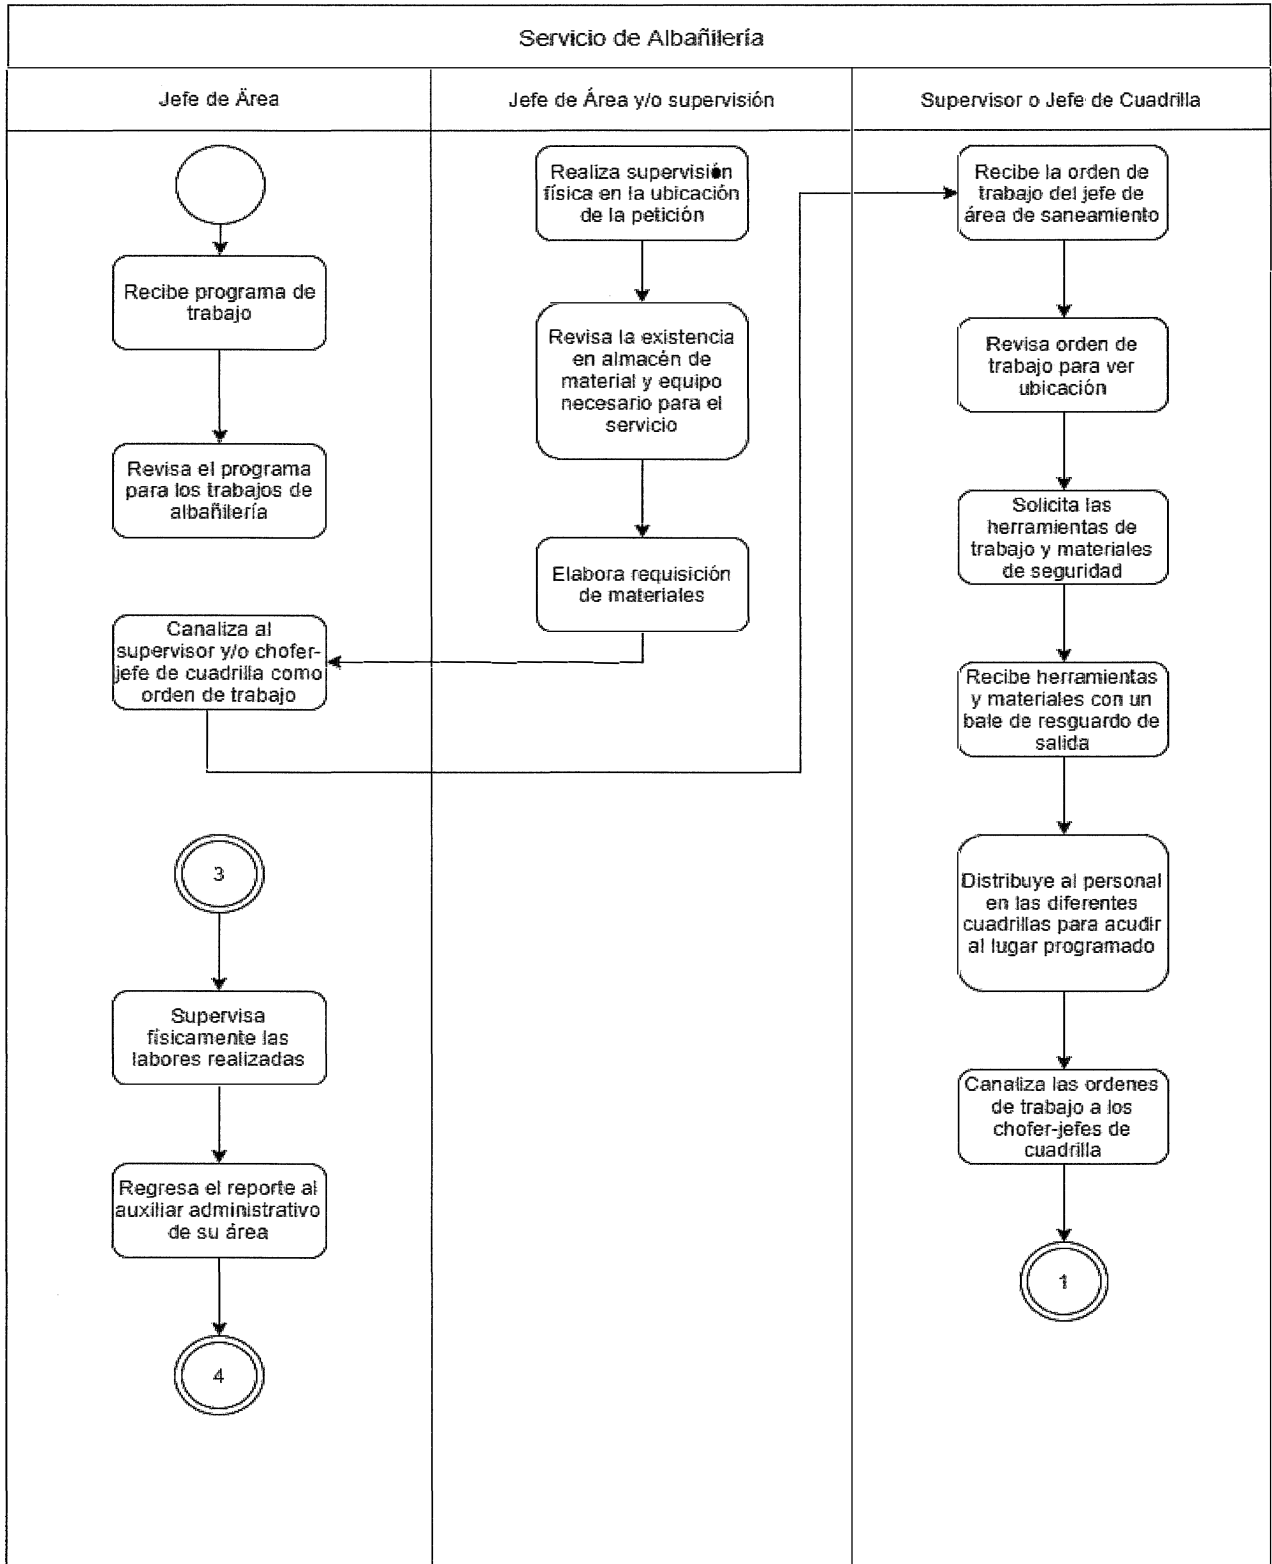 Servicio de Albañilería
Jefe de Área
Jefe de Área y/o supervisión
Supervisor o Jefe de Cuadrilla
Recibe programa de
trabajo
Revisa el programa
para los trabajos de
albañilería
Canaliza al
supervisor y/o chofer-
jefe de cuadrilla como
orden de trabajo
3
Supervisa
físicamente las
labores realizadas
Regresa el reporte al
auxiliar administrativo
de su área
4
Realiza supervisión
física en la ubicación
de la petición
Revisa la existencia
en almacén de
material y equipo
necesario para el
servicio
Elabora requisición
de materiales
Recibe la orden de
trabajo del jefe de
área de saneamiento
Revisa orden de
trabajo para ver
ubicación
Solicita las
herramientas de
trabajo y materiales
de seguridad
Recibe herramientas
y materiales con un
bale de resguardo de
salida
Distribuye al personal
en las diferentes
cuadrillas para acudir
al lugar programado
Canaliza las ordenes
de trabajo a los
chofer-jefes de
cuadrilla
1